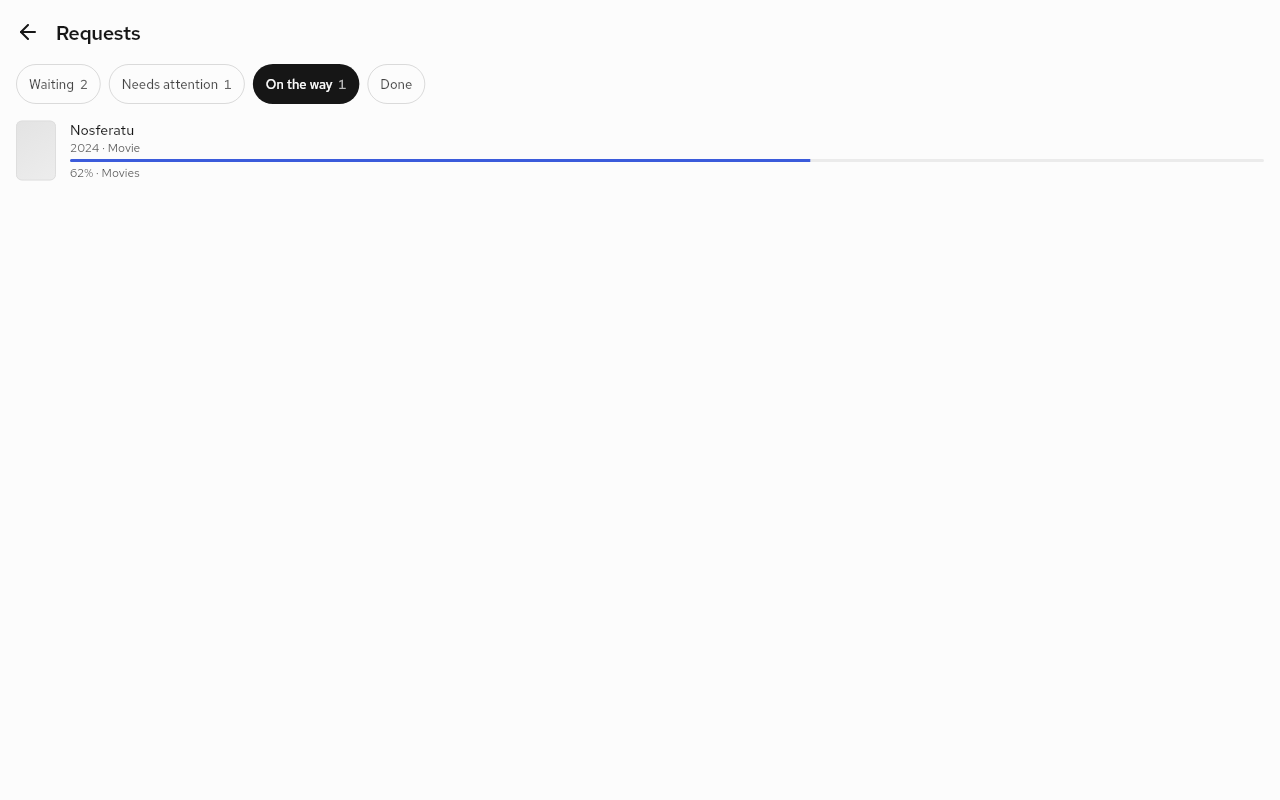 Requests
Waiting 2
Needs attention 1
On the way 1
Done
Nosferatu
2024 · Movie
62% · Movies